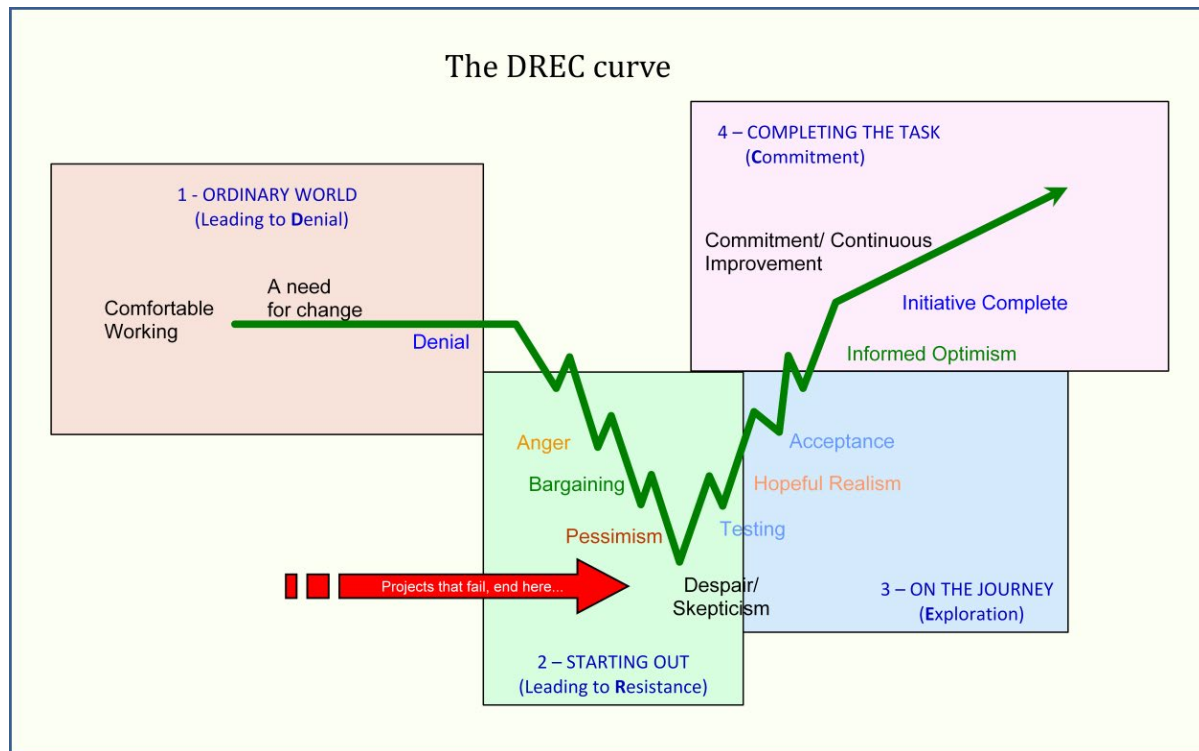 The DREC curve
1 - ORDINARY WORLD
(Leading to Denial)
A need
for change
Comfortable
Working
Denial
Anger
Bargaining
Pessimism
Projects that fail, end here...
Despair/
Skepticism
2 – STARTING OUT
(Leading to Resistance)
Testing
Hopeful Realism
Acceptance
3 – ON THE JOURNEY
(Exploration)
4 – COMPLETING THE TASK
(Commitment)
Commitment/ Continuous
Improvement
Initiative Complete
Informed Optimism